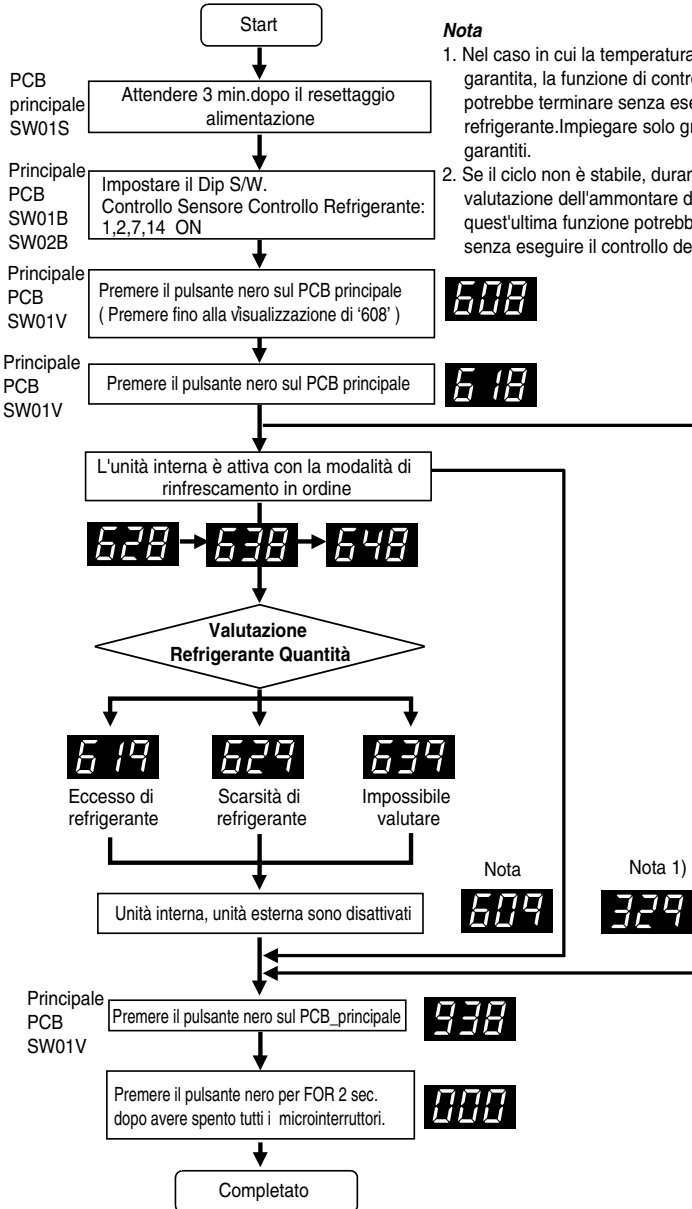 Start
Nota
1. Nel caso in cui la temperatura
garantita, la funzione di contr
potrebbe terminare senza ese
refrigerante.Impiegare solo gr
garantiti.
2. Se il ciclo non è stabile, durar
valutazione dell'ammontare d
quest'ultima funzione potrebb
senza eseguire il controllo de
PCB
principale
SW01S
Attendere 3 min.dopo il resettaggio
alimentazione
Principale
PCB
SW01B
SW02B
Impostare il Dip S/W.
Controllo Sensore Controllo Refrigerante:
1,2,7,14 ON
Principale
PCB
SW01V
Premere il pulsante nero sul PCB principale
( Premere fino alla visualizzazione di ‘608’ )
608
Principale
PCB
SW01V
Premere il pulsante nero sul PCB principale
618
L'unità interna è attiva con la modalità di
rinfrescamento in ordine
628 638 648
Valutazione
Refrigerante Quantità
619 629 639
Eccesso di
refrigerante
Scarsità di
refrigerante
Impossibile
valutare
Nota
609
Nota 1)
329
Unità interna, unità esterna sono disattivati
Principale
PCB
SW01V
Premere il pulsante nero sul PCB_principale
938
Premere il pulsante nero per FOR 2 sec.
dopo avere spento tutti i microinterruttori.
000
Completato